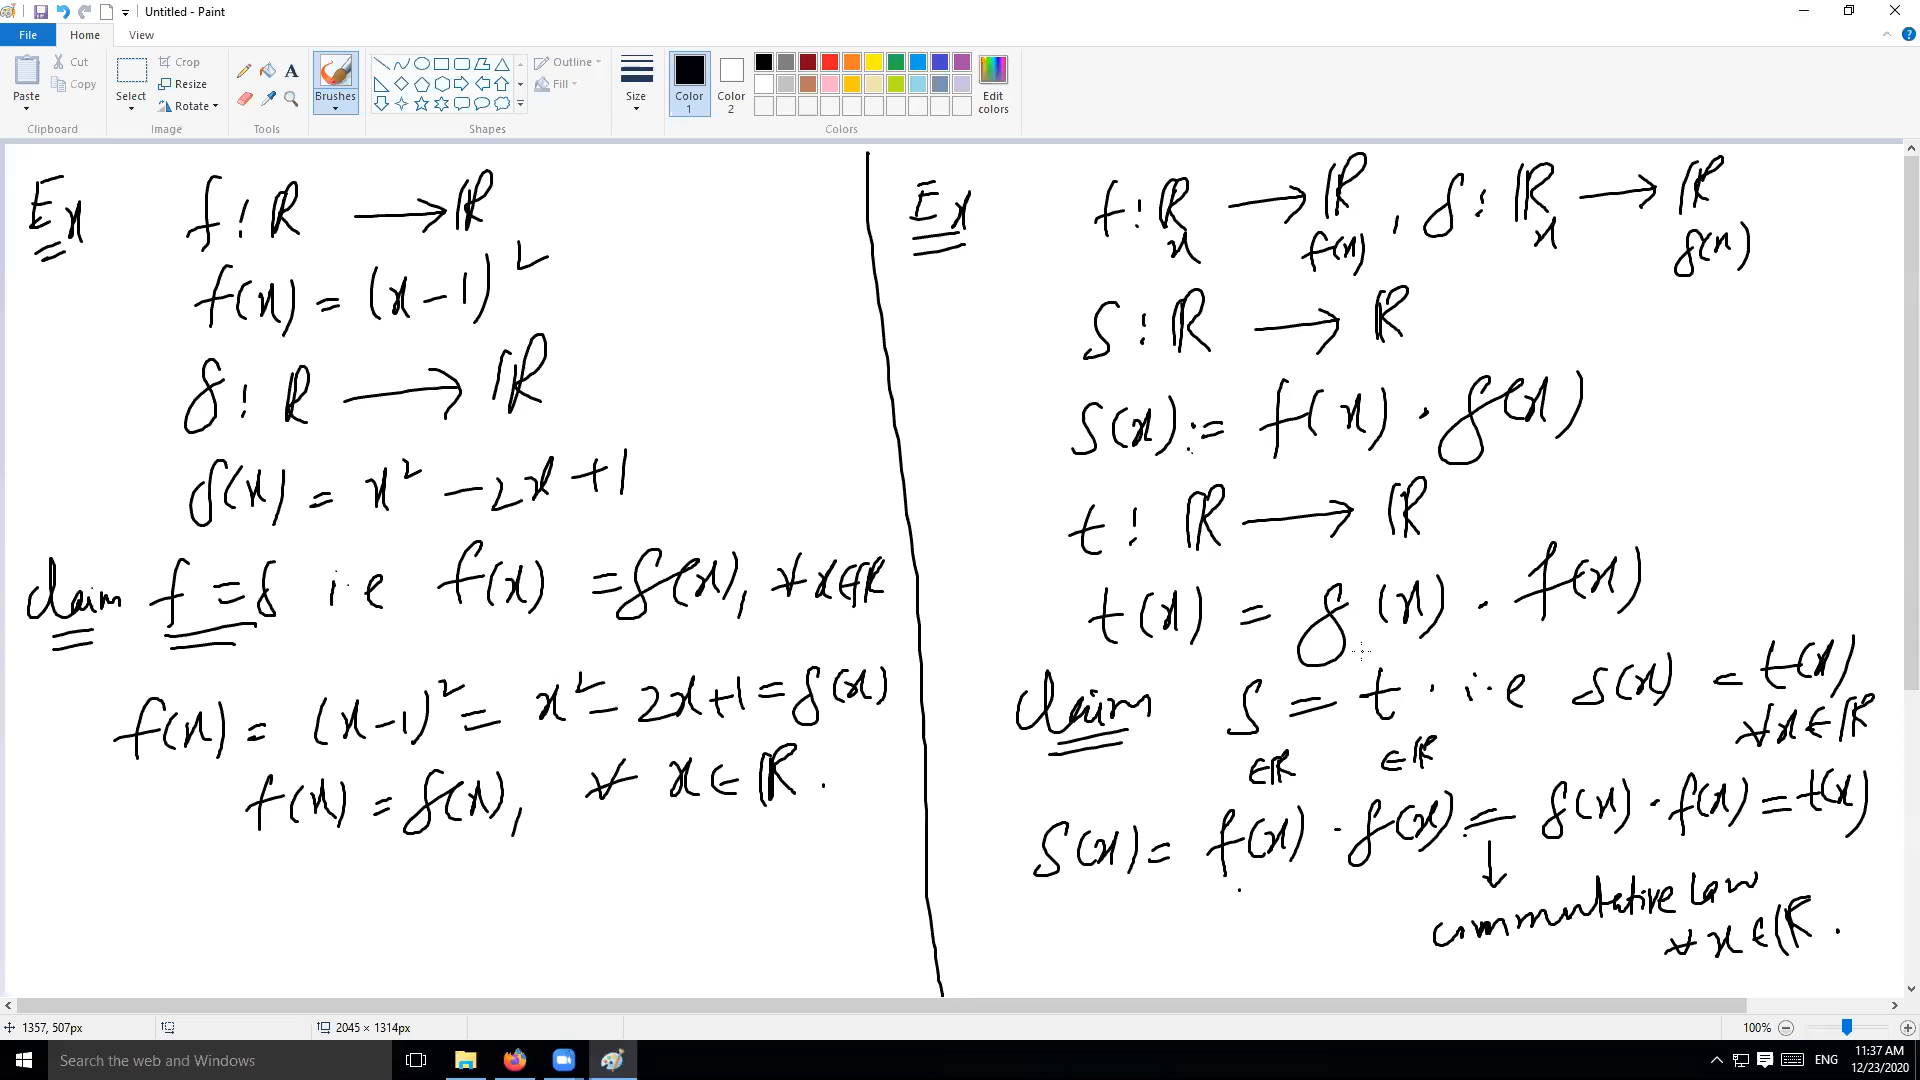 Untitled - Paint
File Home View
Paste Cut Copy Clipboard
Select Crop Resize Rotate Image
Tools
Brushes
Outline Fill Shapes
Size
Color 1 Color 2 Edit colors Colors
Ex f : ℝ → ℝ
f(x) = (x-1)²
g : ℝ → ℝ
g(x) = x² - 2x + 1
claim f = g i.e f(x) = g(x), ∀ x∈ℝ
f(x) = (x-1)² = x² - 2x+1 = g(x)
f(x) = g(x), ∀ x ∈ ℝ.
Ex f : ℝ → ℝ, g : ℝ → ℝ
x f(x) x g(x)
S : ℝ → ℝ
S(x) := f(x) · g(x)
t : ℝ → ℝ
t(x) = g(x) · f(x)
claim S = t. i.e S(x) = t(x)
∀ x ∈ ℝ
∈ℝ ∈ℝ
S(x) = f(x) · g(x) = g(x) · f(x) = t(x)
↓
commutative law
∀ x ∈ ℝ.
1357, 507px 2045 × 1314px 100%
Search the web and Windows ENG 11:37 AM
12/23/2020